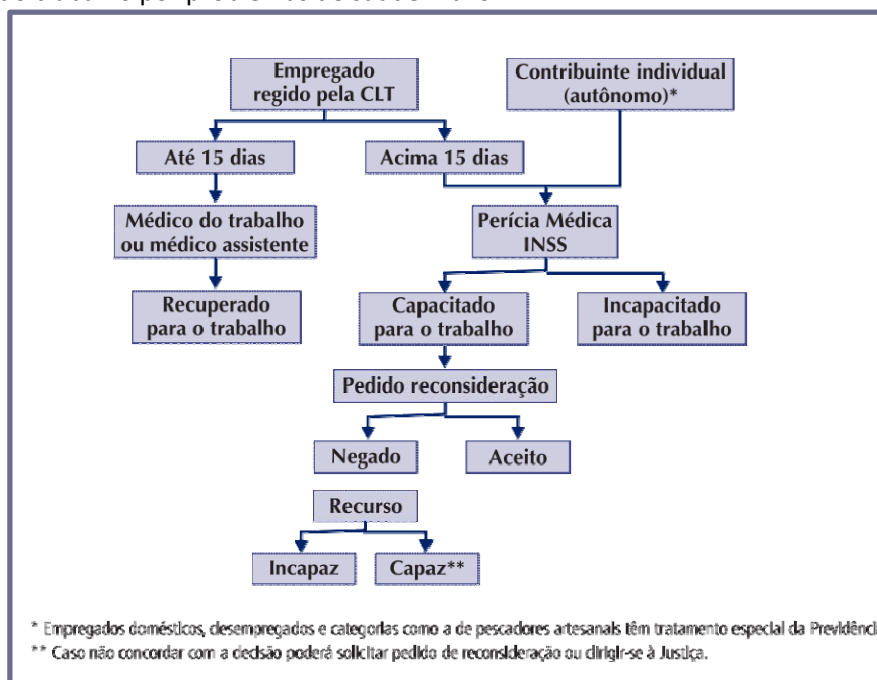 Empregado
regido pela CLT
Contribuinte individual
(autônomo)*
Até 15 dias
Acima 15 dias
Médico do trabalho
ou médico assistente
Perícia Médica
INSS
Recuperado
para o trabalho
Capacitado
para o trabalho
Incapacitado
para o trabalho
Pedido reconsideração
Negado
Aceito
Recurso
Incapaz
Capaz**
* Empregados domésticos, desempregados e categorias como a de pescadores artesanais têm tratamento especial da
** Caso não concordar com a decisão poderá solicitar pedido de reconsideração ou dirigir-se à Justiça.